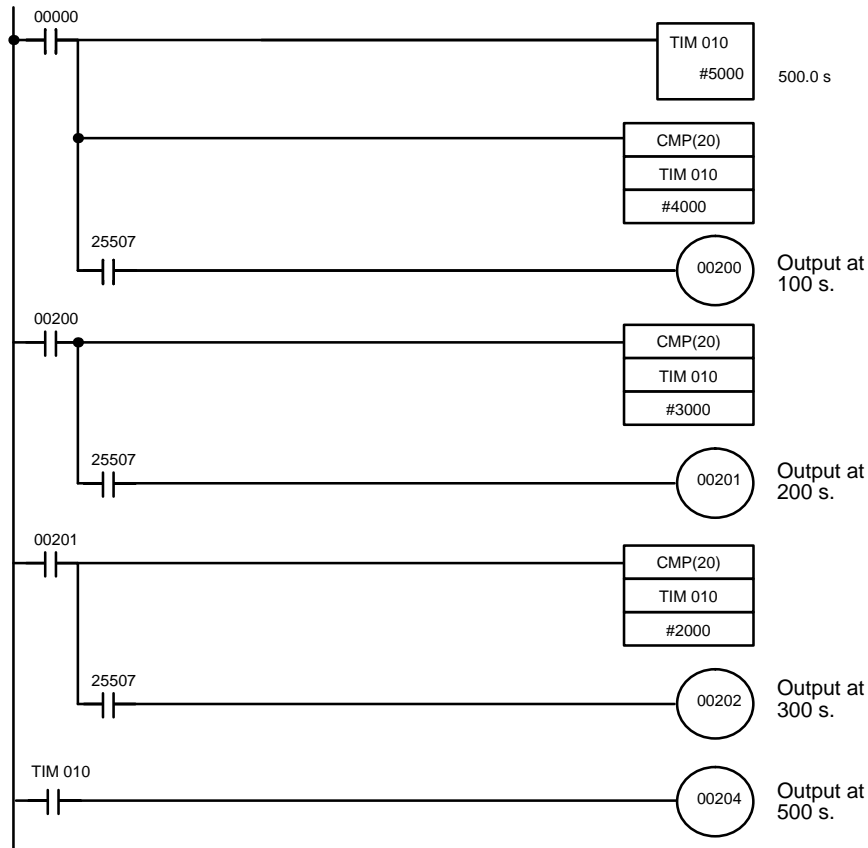 00000
TIM 010
#5000
500.0 s
CMP(20)
TIM 010
#4000
25507
00200
Output at
100 s.
00200
CMP(20)
TIM 010
#3000
25507
00201
Output at
200 s.
00201
CMP(20)
TIM 010
#2000
25507
00202
Output at
300 s.
TIM 010
00204
Output at
500 s.